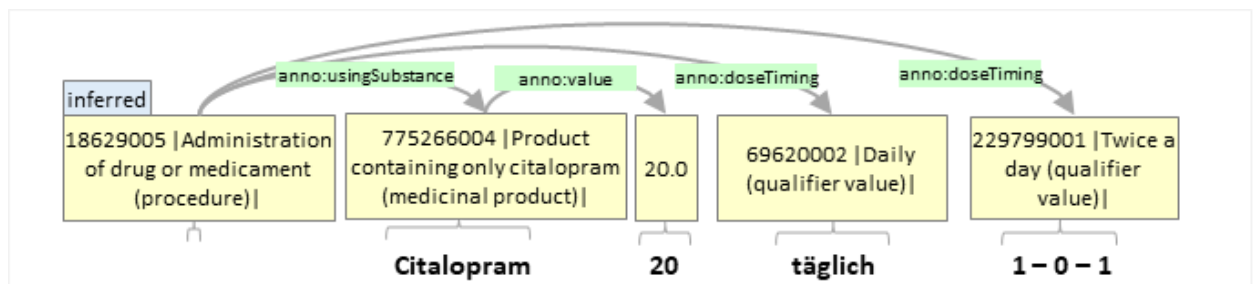 anno:usingSubstance anno:value anno:doseTiming anno:doseTiming
inferred
18629005 |Administration
of drug or medicament
(procedure)|
775266004 |Product
containing only citalopram
(medicinal product)|
20.0
69620002 |Daily
(qualifier value)|
229799001 |Twice a
day (qualifier
value)|
Citalopram 20 täglich 1 – 0 – 1